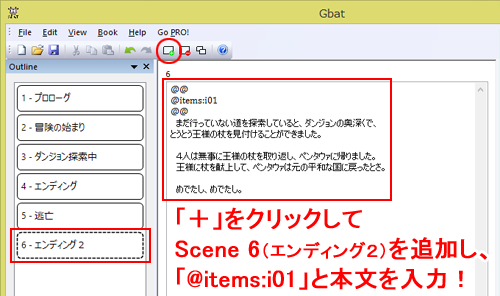 Gbat
File Edit View Book Help Go PRO!
Outline
1 - プロローグ
2 - 冒険の始まり
3 - ダンジョン探索中
4 - エンディング
5 - 逃亡
6 - エンディング２
6
@@
@items:i01
@@
まだ行っていない道を探索していると、ダンジョンの奥深くで、
とうとう王様の杖を見付けることができました。
４人は無事に王様の杖を取り返し、ペンタウァに帰りました。
王様に杖を献上して、ペンタウァは元の平和な国に戻ったとさ。
めでたし、めでたし。
「＋」をクリックして
Scene 6（エンディング２）を追加し、
「@items:i01」と本文を入力！